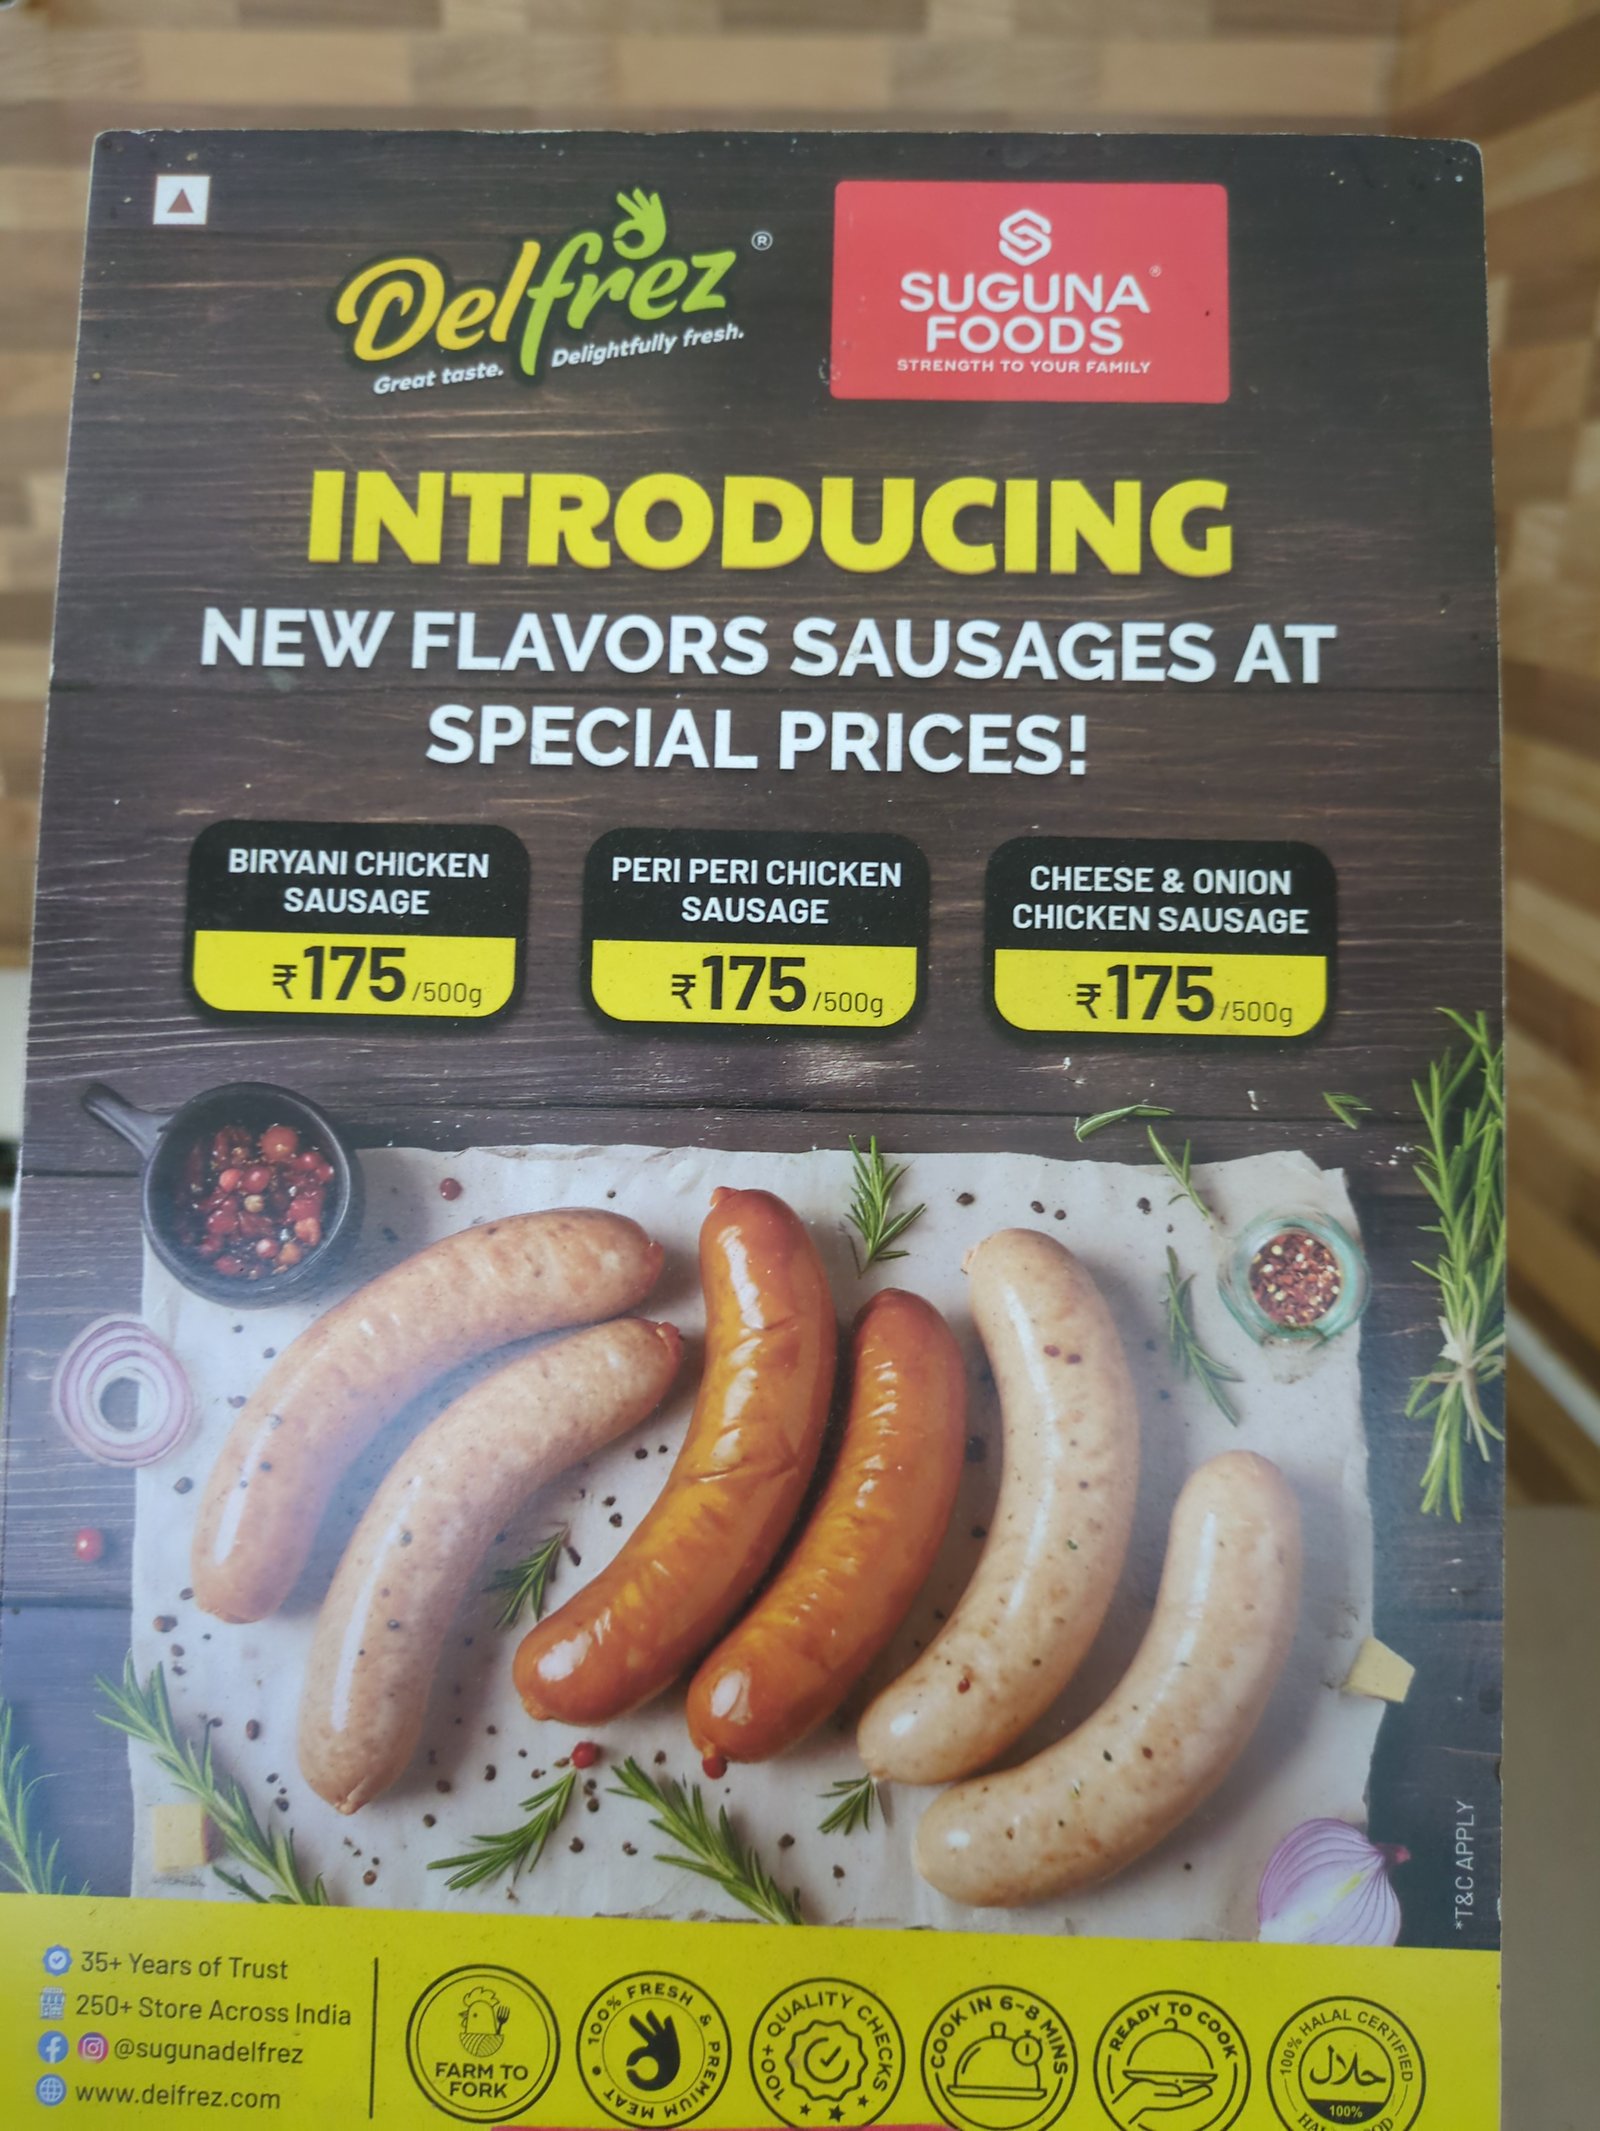 Delfrez®
Great taste. Delightfully fresh.
SUGUNA®
FOODS
STRENGTH TO YOUR FAMILY
INTRODUCING
NEW FLAVORS SAUSAGES AT
SPECIAL PRICES!
BIRYANI CHICKEN
SAUSAGE
₹175/500g
PERI PERI CHICKEN
SAUSAGE
₹175/500g
CHEESE & ONION
CHICKEN SAUSAGE
₹175/500g
*T&C APPLY
35+ Years of Trust
250+ Store Across India
@sugunadelfrez
www.delfrez.com
FARM TO
FORK
100% FRESH & PREMIUM MEAT
100+ QUALITY CHECKS
COOK IN 6-8 MINS
READY TO COOK
100% HALAL CERTIFIED
حلال
100%